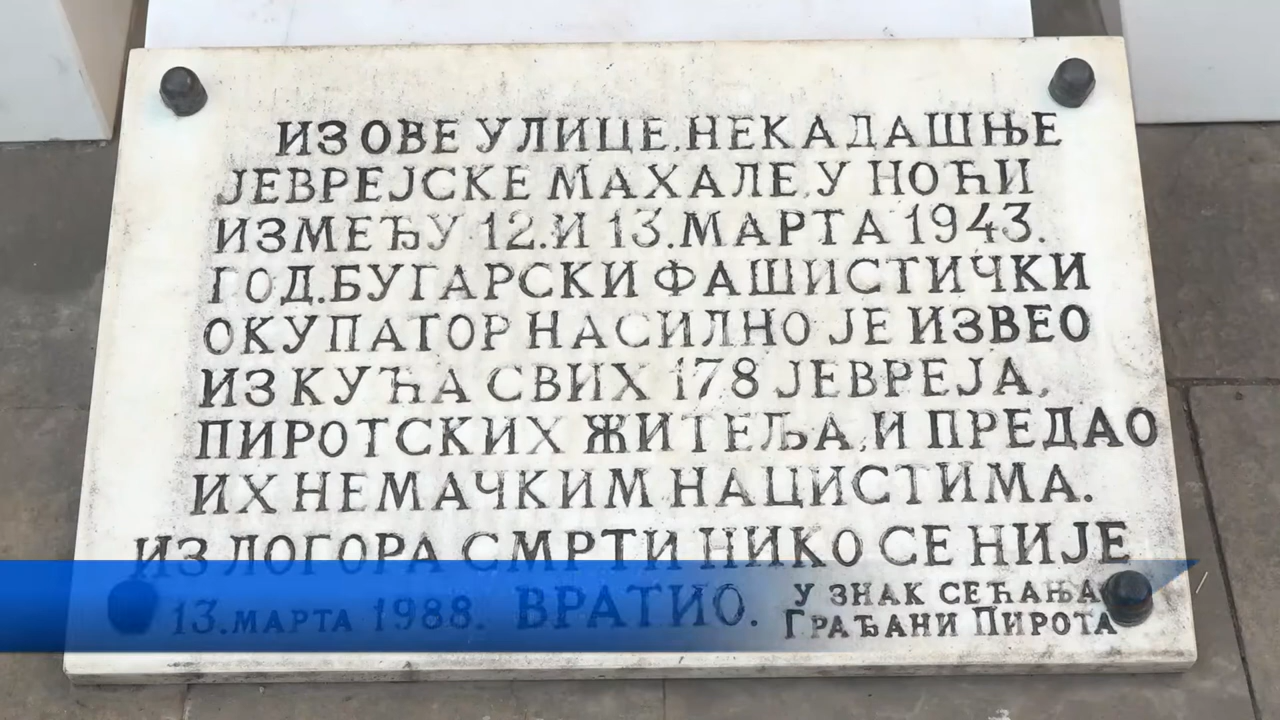 ИЗ ОВЕ УЛИЦЕ, НЕКАДАШЊЕ
ЈЕВРЕЈСКЕ МАХАЛЕ, У НОЋИ
ИЗМЕЂУ 12. И 13. МАРТА 1943.
ГОД. БУГАРСКИ ФАШИСТИЧКИ
ОКУПАТОР НАСИЛНО ЈЕ ИЗВЕО
ИЗ КУЋА СВИХ 178 ЈЕВРЕЈА,
ПИРОТСКИХ ЖИТЕЉА, И ПРЕДАО
ИХ НЕМАЧКИМ НАЦИСТИМА.
ИЗ ЛОГОРА СМРТИ НИКО СЕ НИЈЕ
13. МАРТА 1988. ВРАТИО. У ЗНАК СЕЋАЊА
ГРАЂАНИ ПИРОТА